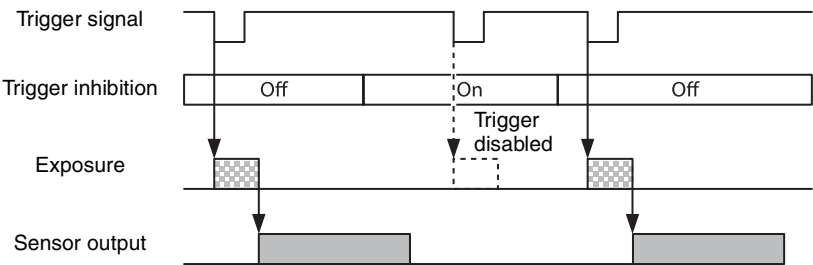 Trigger signal
Trigger inhibition
Off
On
Off
Trigger
disabled
Exposure
Sensor output